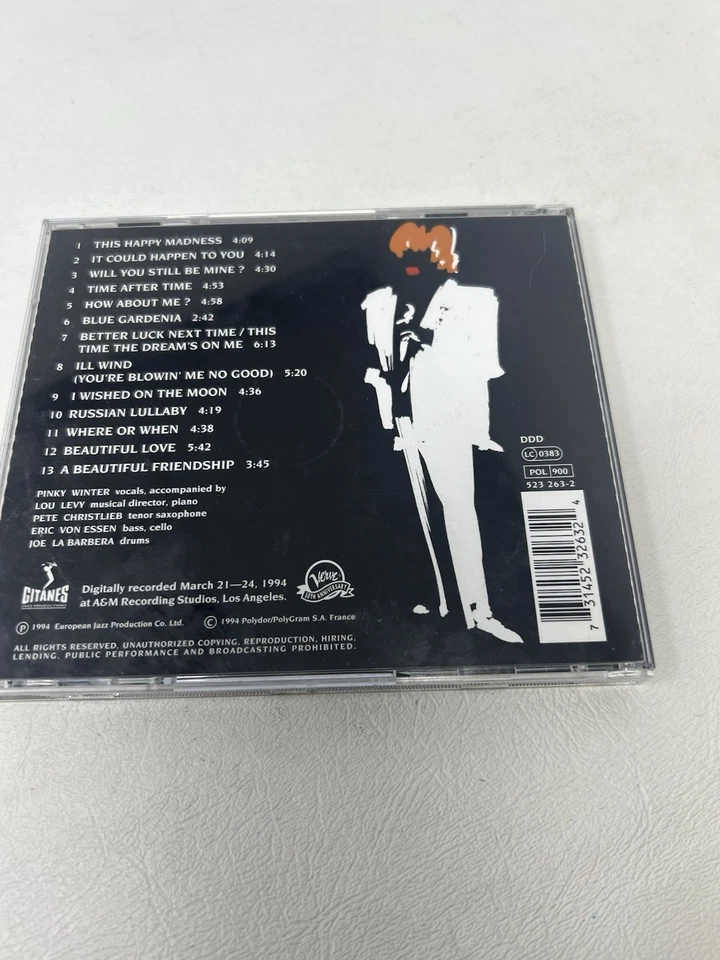 1 THIS HAPPY MADNESS 4:09
2 IT COULD HAPPEN TO YOU 4:14
3 WILL YOU STILL BE MINE ? 4:30
4 TIME AFTER TIME 4:53
5 HOW ABOUT ME ? 4:58
6 BLUE GARDENIA 2:42
7 BETTER LUCK NEXT TIME / THIS
TIME THE DREAM'S ON ME 6:13
8 ILL WIND
(YOU'RE BLOWIN' ME NO GOOD) 5:20
9 I WISHED ON THE MOON 4:36
10 RUSSIAN LULLABY 4:19
11 WHERE OR WHEN 4:38
12 BEAUTIFUL LOVE 5:42
13 A BEAUTIFUL FRIENDSHIP 3:45
PINKY WINTER vocals, accompanied by
LOU LEVY musical director, piano
PETE CHRISTLIEB tenor saxophone
ERIC VON ESSEN bass, cello
JOE LA BARBERA drums
GITANES
Digitally recorded March 21—24, 1994
at A&M Recording Studios, Los Angeles.
Verve
50TH ANNIVERSARY
Ⓟ 1994 European Jazz Production Co. Ltd. © 1994 Polydor/PolyGram S.A. France
ALL RIGHTS RESERVED, UNAUTHORIZED COPYING, REPRODUCTION, HIRING,
LENDING, PUBLIC PERFORMANCE AND BROADCASTING PROHIBITED.
DDD
LC 0383
POL 900
523 263-2
7 31452 32632 4